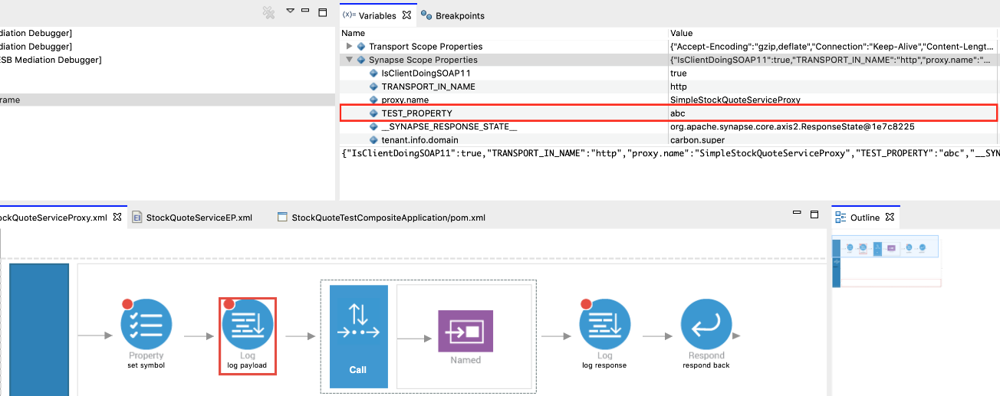 diation Debugger]
diation Debugger]
ESB Mediation Debugger]
rame
(x)= Variables
Breakpoints
Name Value
Transport Scope Properties {"Accept-Encoding":"gzip,deflate","Connection":"Keep-Alive","Content-Lengt...
Synapse Scope Properties {"IsClientDoingSOAP11":true,"TRANSPORT_IN_NAME":"http","proxy.name":"...
IsClientDoingSOAP11 true
TRANSPORT_IN_NAME http
proxy.name SimpleStockQuoteServiceProxy
TEST_PROPERTY abc
__SYNAPSE_RESPONSE_STATE__ org.apache.synapse.core.axis2.ResponseState@1e7c8225
tenant.info.domain carbon.super
{"IsClientDoingSOAP11":true,"TRANSPORT_IN_NAME":"http","proxy.name":"SimpleStockQuoteServiceProxy","TEST_PROPERTY":"abc","__SYN
ockQuoteServiceProxy.xml
EI StockQuoteServiceEP.xml
StockQuoteTestCompositeApplication/pom.xml
Outline
Property
set symbol
Log
log payload
Call
Named
Log
log response
Respond
respond back